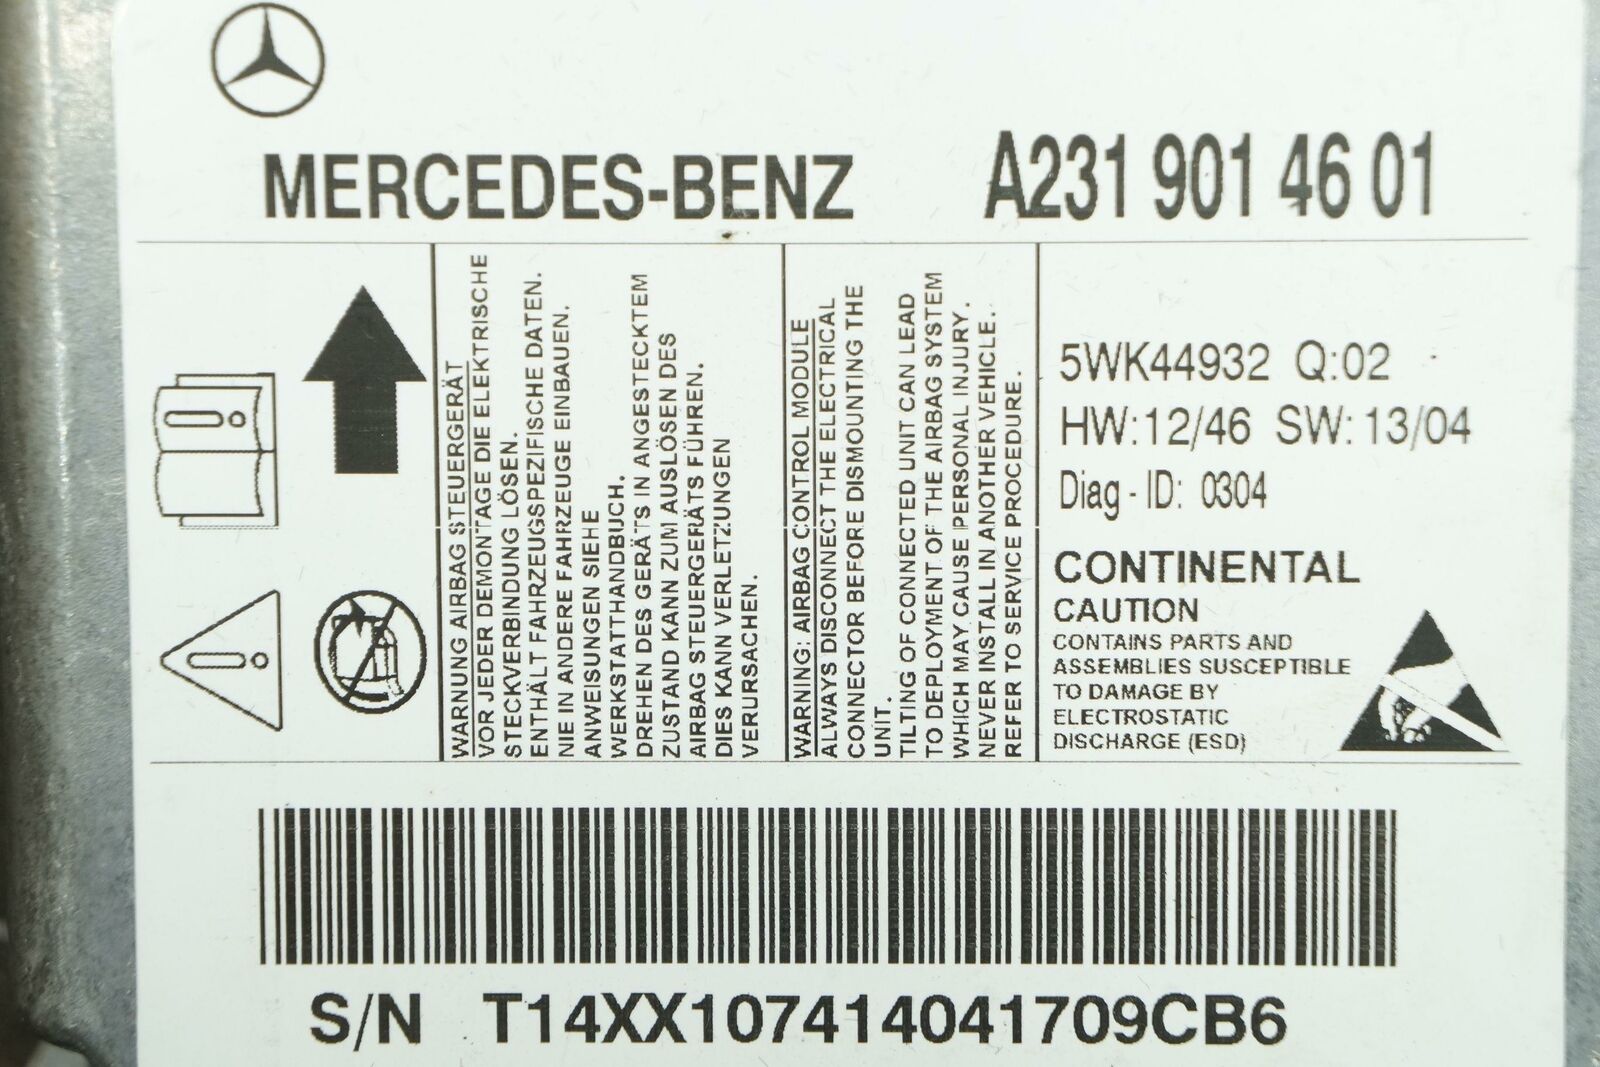 MERCEDES-BENZ A231 901 46 01
WARNUNG AIRBAG STEUERGERÄT
VOR JEDER DEMONTAGE DIE ELEKTRISCHE
STECKVERBINDUNG LÖSEN.
ENTHÄLT FAHRZEUGSPEZIFISCHE DATEN.
NIE IN ANDERE FAHRZEUGE EINBAUEN.
ANWEISUNGEN SIEHE
WERKSTATTHANDBUCH.
DREHEN DES GERÄTS IN ANGESTECKTEM
ZUSTAND KANN ZUM AUSLÖSEN DES
AIRBAG STEUERGERÄTS FÜHREN.
DIES KANN VERLETZUNGEN
VERURSACHEN.
WARNING: AIRBAG CONTROL MODULE
ALWAYS DISCONNECT THE ELECTRICAL
CONNECTOR BEFORE DISMOUNTING THE
UNIT.
TILTING OF CONNECTED UNIT CAN LEAD
TO DEPLOYMENT OF THE AIRBAG SYSTEM
WHICH MAY CAUSE PERSONAL INJURY.
NEVER INSTALL IN ANOTHER VEHICLE.
REFER TO SERVICE PROCEDURE.
5WK44932 Q:02
HW:12/46 SW:13/04
Diag - ID: 0304
CONTINENTAL
CAUTION
CONTAINS PARTS AND
ASSEMBLIES SUSCEPTIBLE
TO DAMAGE BY
ELECTROSTATIC
DISCHARGE (ESD)
S/N T14XX107414041709CB6